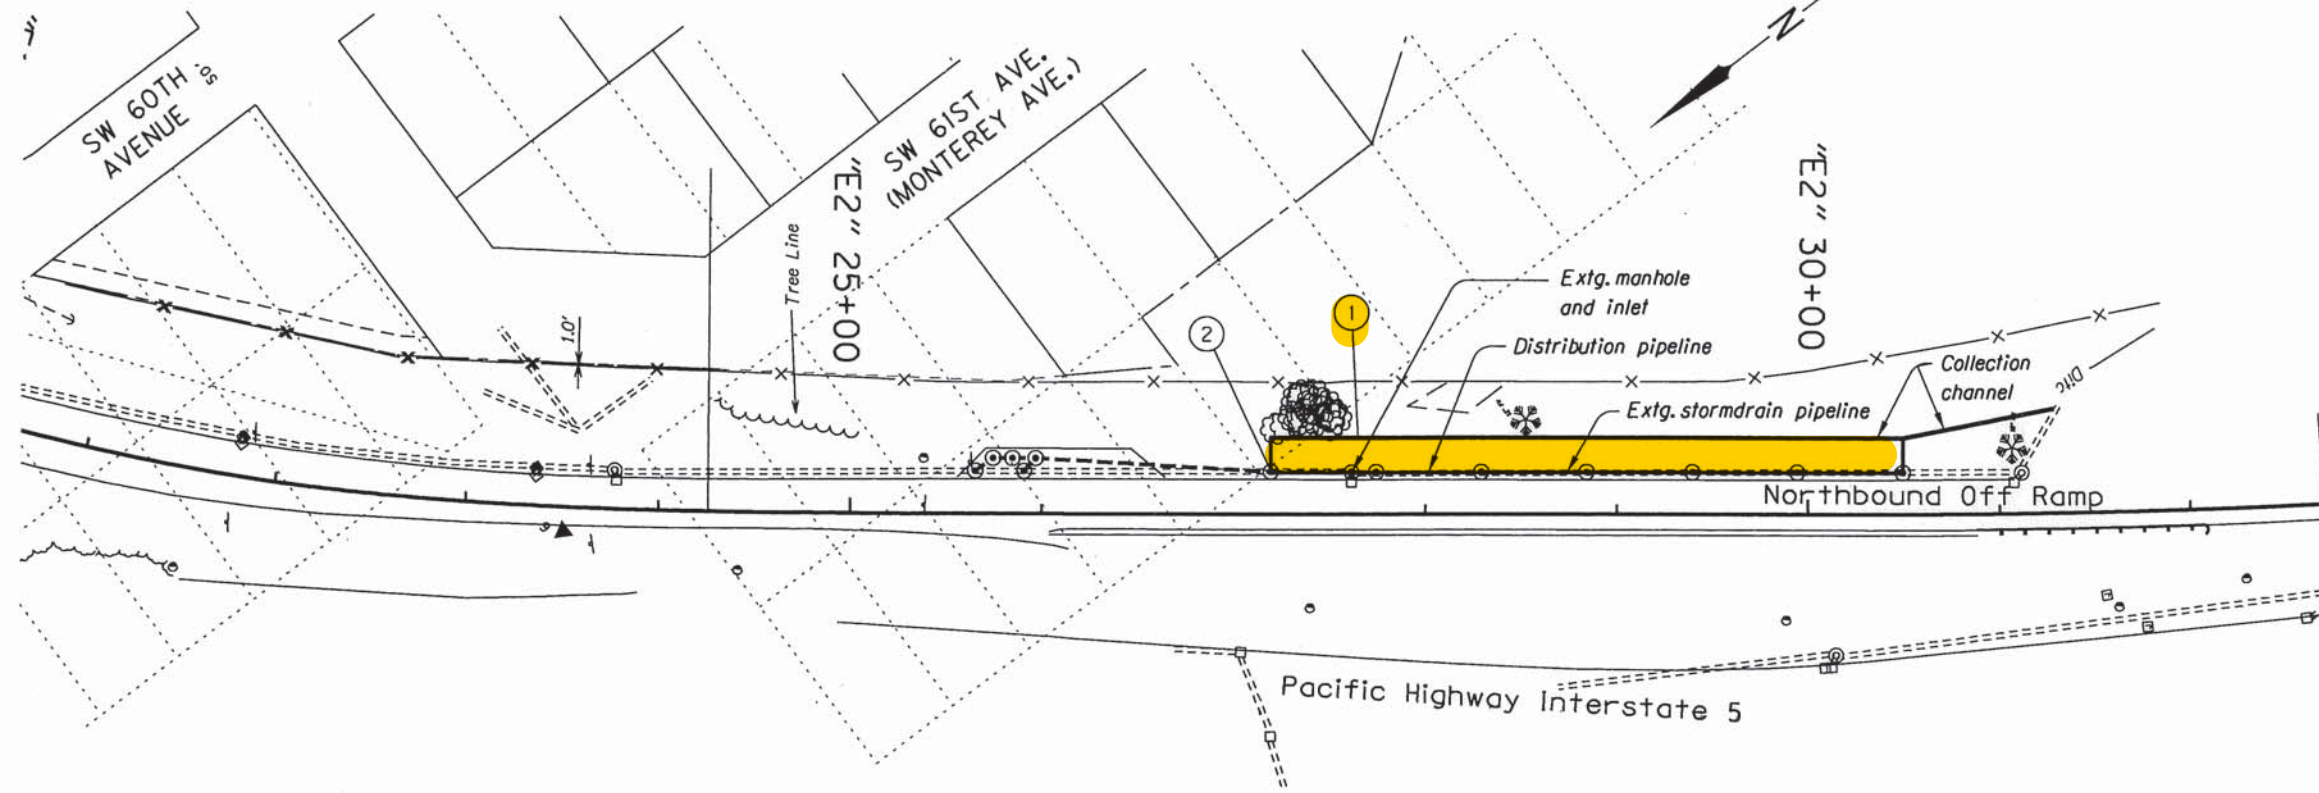 SW 60TH
AVENUE
50'
SW 61ST AVE.
(MONTEREY AVE.)
N
"E2" 25+00
Tree Line
1.0'
"E2" 30+00
Extg. manhole
and inlet
1
2
Distribution pipeline
Collection
channel
Extg. stormdrain pipeline
Northbound Off Ramp
Pacific Highway Interstate 5